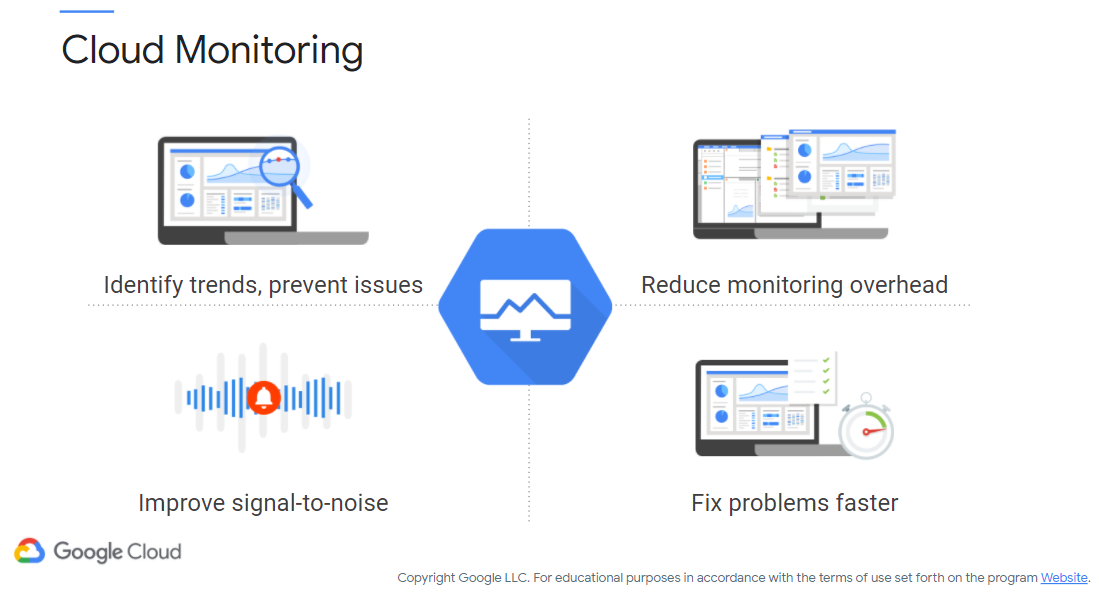 Cloud Monitoring
Identify trends, prevent issues
Reduce monitoring overhead
Improve signal-to-noise
Fix problems faster
Google Cloud
Copyright Google LLC. For educational purposes in accordance with the terms of use set forth on the program Website.